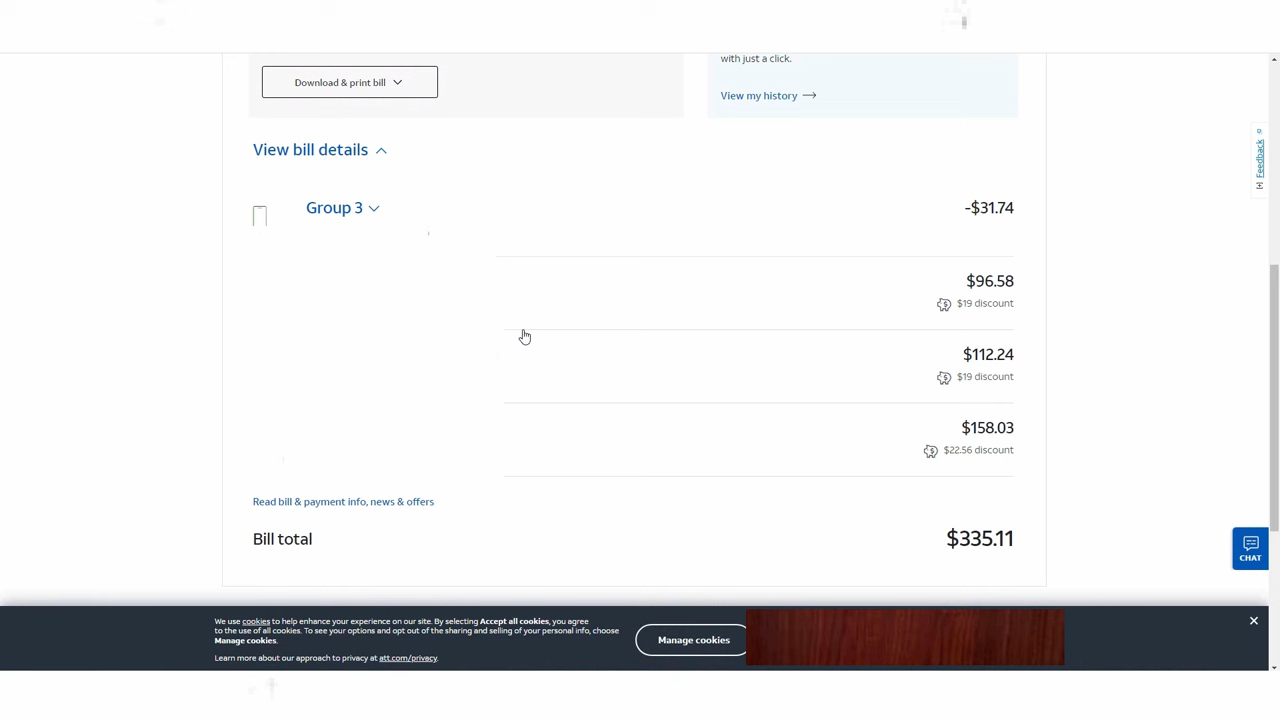 with just a click.
Download & print bill
View my history
View bill details
Group 3
-$31.74
$96.58
$19 discount
$112.24
$19 discount
$158.03
$22.56 discount
Read bill & payment info, news & offers
Bill total
$335.11
Feedback
CHAT
We use cookies to help enhance your experience on our site. By selecting Accept all cookies, you agree
to the use of all cookies. To see your options and opt out of the sharing and selling of your personal info, choose
Manage cookies.
Learn more about our approach to privacy at att.com/privacy.
Manage cookies